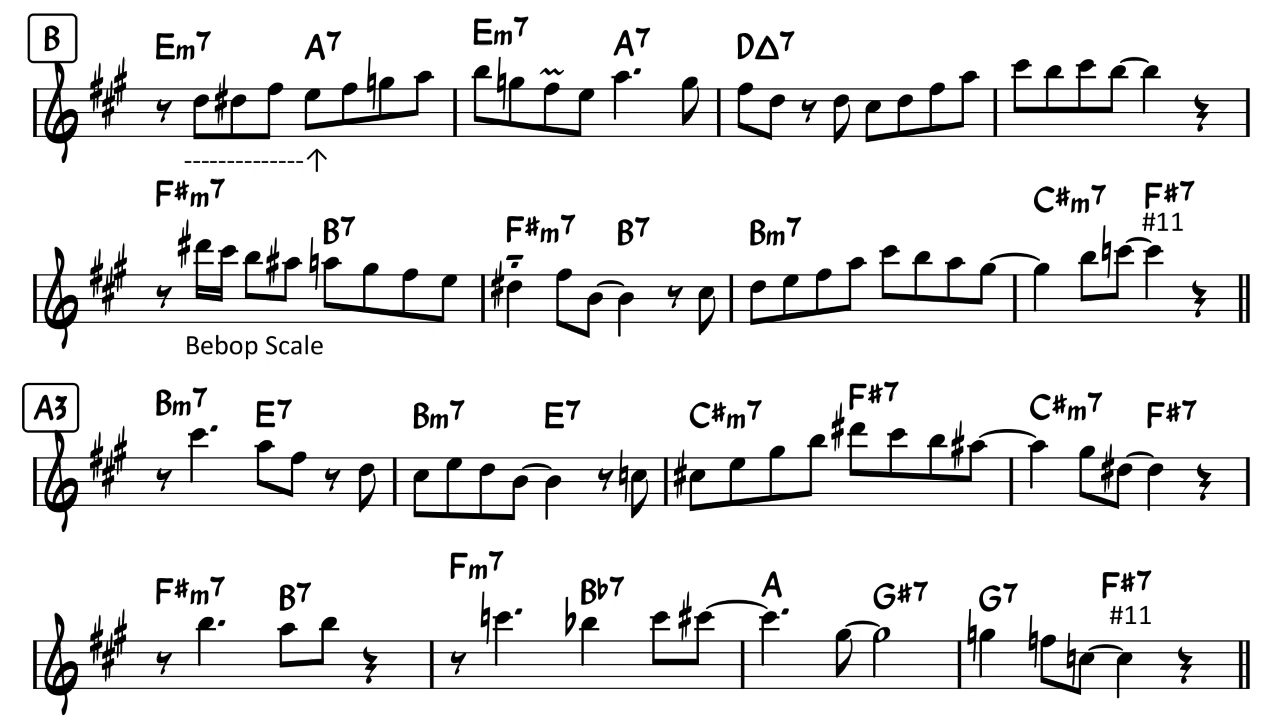 B
Em7 A7 Em7 A7 D△7
--------------↑
F#m7 B7 F#m7 B7 Bm7 C#m7 F#7
#11
Bebop Scale
A3
Bm7 E7 Bm7 E7 C#m7 F#7 C#m7 F#7
F#m7 B7 Fm7 Bb7 A G#7 G7 F#7
#11